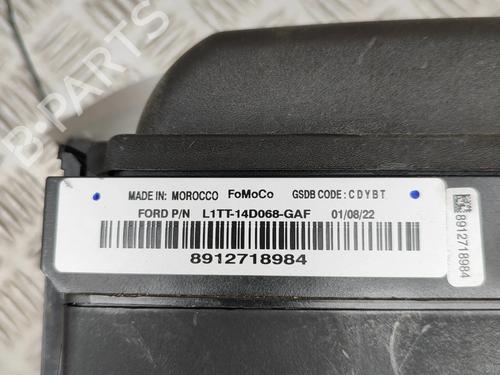 MADE IN: MOROCCO FoMoCo GSDB CODE: CDYBT
FORD P/N L1TT-14D068-GAF 01/08/22
8912718984
8912718984
B-PARTS